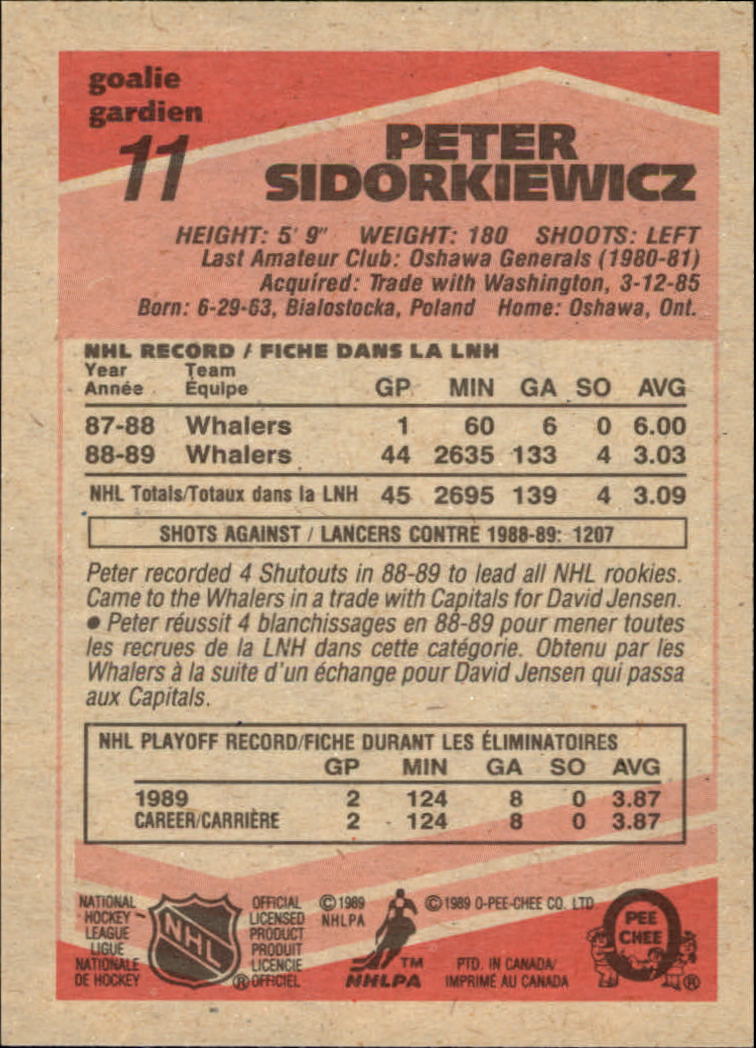 goalie
gardien
11
PETER
SIDORKIEWICZ
HEIGHT: 5' 9" WEIGHT: 180 SHOOTS: LEFT
Last Amateur Club: Oshawa Generals (1980-81)
Acquired: Trade with Washington, 3-12-85
Born: 6-29-63, Bialostocka, Poland Home: Oshawa, Ont.
NHL RECORD / FICHE DANS LA LNH
Year Team
Année Équipe GP MIN GA SO AVG
87-88 Whalers 1 60 6 0 6.00
88-89 Whalers 44 2635 133 4 3.03
NHL Totals/Totaux dans la LNH 45 2695 139 4 3.09
SHOTS AGAINST / LANCERS CONTRE 1988-89: 1207
Peter recorded 4 Shutouts in 88-89 to lead all NHL rookies.
Came to the Whalers in a trade with Capitals for David Jensen.
● Peter réussit 4 blanchissages en 88-89 pour mener toutes
les recrues de la LNH dans cette catégorie. Obtenu par les
Whalers à la suite d'un échange pour David Jensen qui passa
aux Capitals.
NHL PLAYOFF RECORD/FICHE DURANT LES ÉLIMINATOIRES
GP MIN GA SO AVG
1989 2 124 8 0 3.87
CAREER/CARRIÈRE 2 124 8 0 3.87
NATIONAL
HOCKEY
LEAGUE
LIGUE
NATIONALE
DE HOCKEY
NHL
®
OFFICIAL
LICENSED
PRODUCT
PRODUIT
LICENCIE
OFFICIEL
© 1989
NHLPA
TM
NHLPA
© 1989 O-PEE-CHEE CO. LTD
PTD. IN CANADA/
IMPRIMÉ AU CANADA
O
PEE
CHEE
®